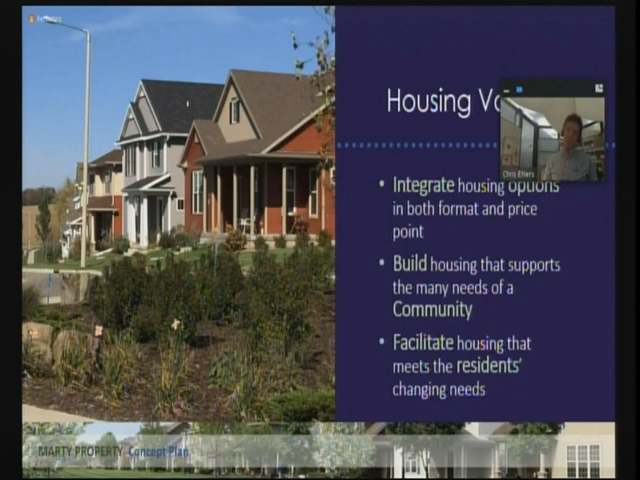 Housing
Chris Ehlers
• Integrate housing options
in both format and price
point
• Build housing that supports
the many needs of a
Community
• Facilitate housing that
meets the residents'
changing needs
MARTY PROPERTY Concept Plan